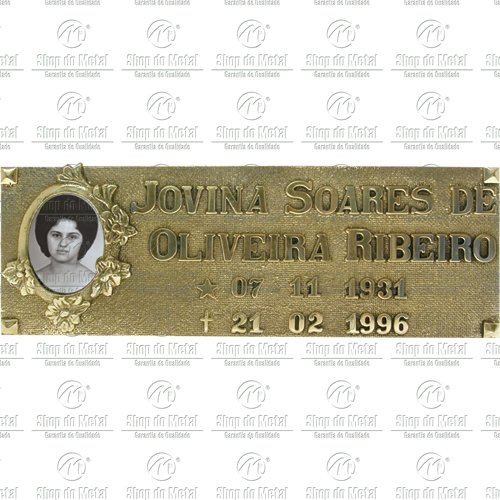 JOVINA SOARES DE
OLIVEIRA RIBEIRO
★ 07 11 1931
† 21 02 1996
Shop do Metal
Garantia de Qualidade